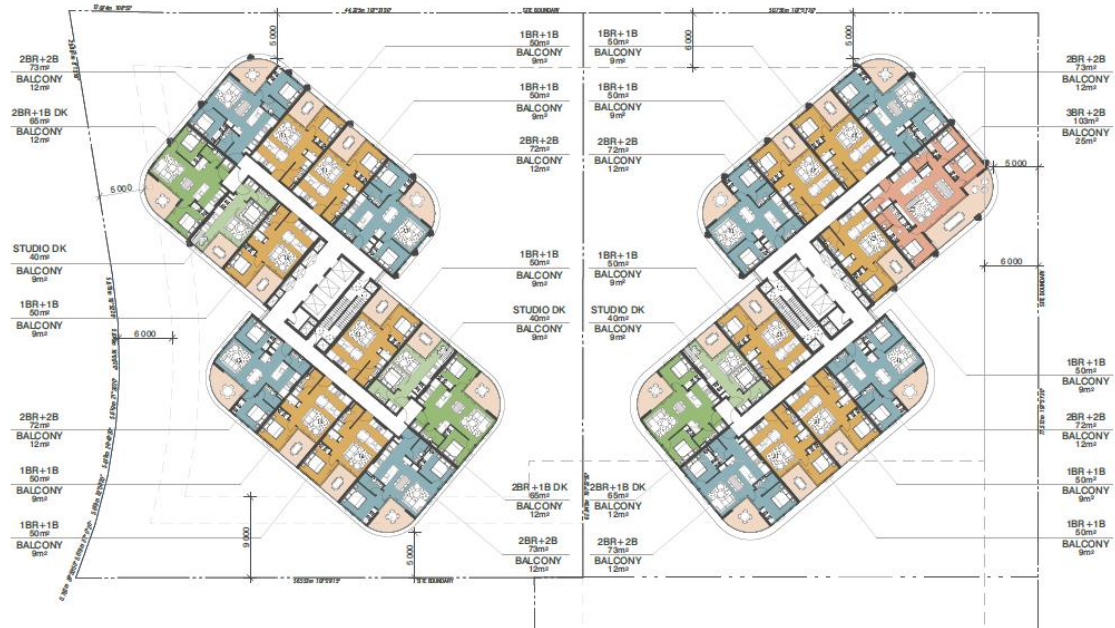 SITE BOUNDARY
5 000
6 000
5 000
2BR+2B
73m²
BALCONY
12m²
2BR+1B DK
65m²
BALCONY
12m²
5 000
STUDIO DK
40m²
BALCONY
9m²
1BR+1B
50m²
BALCONY
9m²
6 000
2BR+2B
72m²
BALCONY
12m²
1BR+1B
50m²
BALCONY
9m²
1BR+1B
50m²
BALCONY
9m²
9 000
5 000
SITE BOUNDARY
1BR+1B
50m²
BALCONY
9m²
1BR+1B
50m²
BALCONY
9m²
2BR+2B
72m²
BALCONY
12m²
1BR+1B
50m²
BALCONY
9m²
STUDIO DK
40m²
BALCONY
9m²
2BR+1B DK
65m²
BALCONY
12m²
2BR+2B
73m²
BALCONY
12m²
1BR+1B
50m²
BALCONY
9m²
1BR+1B
50m²
BALCONY
9m²
2BR+2B
72m²
BALCONY
12m²
1BR+1B
50m²
BALCONY
9m²
STUDIO DK
40m²
BALCONY
9m²
2BR+1B DK
65m²
BALCONY
12m²
2BR+2B
73m²
BALCONY
12m²
2BR+2B
73m²
BALCONY
12m²
3BR+2B
103m²
BALCONY
25m²
5 000
6 000
SITE BOUNDARY
1BR+1B
50m²
BALCONY
9m²
2BR+2B
72m²
BALCONY
12m²
1BR+1B
50m²
BALCONY
9m²
1BR+1B
50m²
BALCONY
9m²